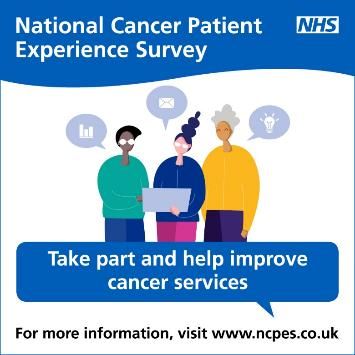 National Cancer Patient
Experience Survey
NHS
Take part and help improve
cancer services
For more information, visit www.ncpes.co.uk